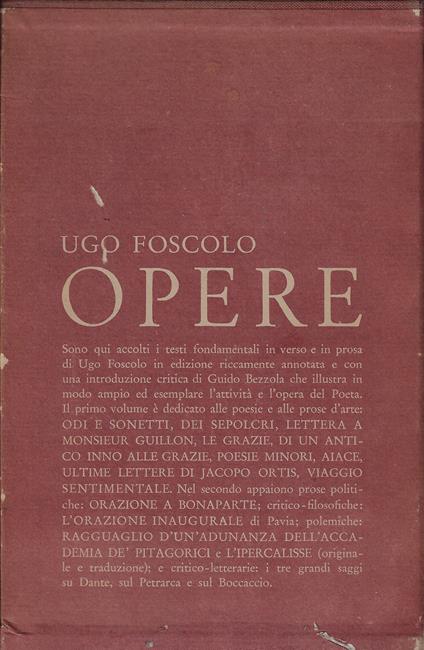 UGO FOSCOLO
OPERE
Sono qui accolti i testi fondamentali in verso e in prosa
di Ugo Foscolo in edizione riccamente annotata e con
una introduzione critica di Guido Bezzola che illustra in
modo ampio ed esemplare l'attività e l'opera del Poeta.
Il primo volume è dedicato alle poesie e alle prose d'arte:
ODI E SONETTI, DEI SEPOLCRI, LETTERA A
MONSIEUR GUILLON, LE GRAZIE, DI UN ANTI-
CO INNO ALLE GRAZIE, POESIE MINORI, AIACE,
ULTIME LETTERE DI JACOPO ORTIS, VIAGGIO
SENTIMENTALE. Nel secondo appaiono prose politi-
che: ORAZIONE A BONAPARTE; critico-filosofiche:
L'ORAZIONE INAUGURALE di Pavia; polemiche:
RAGGUAGLIO D'UN'ADUNANZA DELL'ACCA-
DEMIA DE' PITAGORICI e L'IPERCALISSE (origina-
le e traduzione); e critico-letterarie: i tre grandi saggi
su Dante, sul Petrarca e sul Boccaccio.